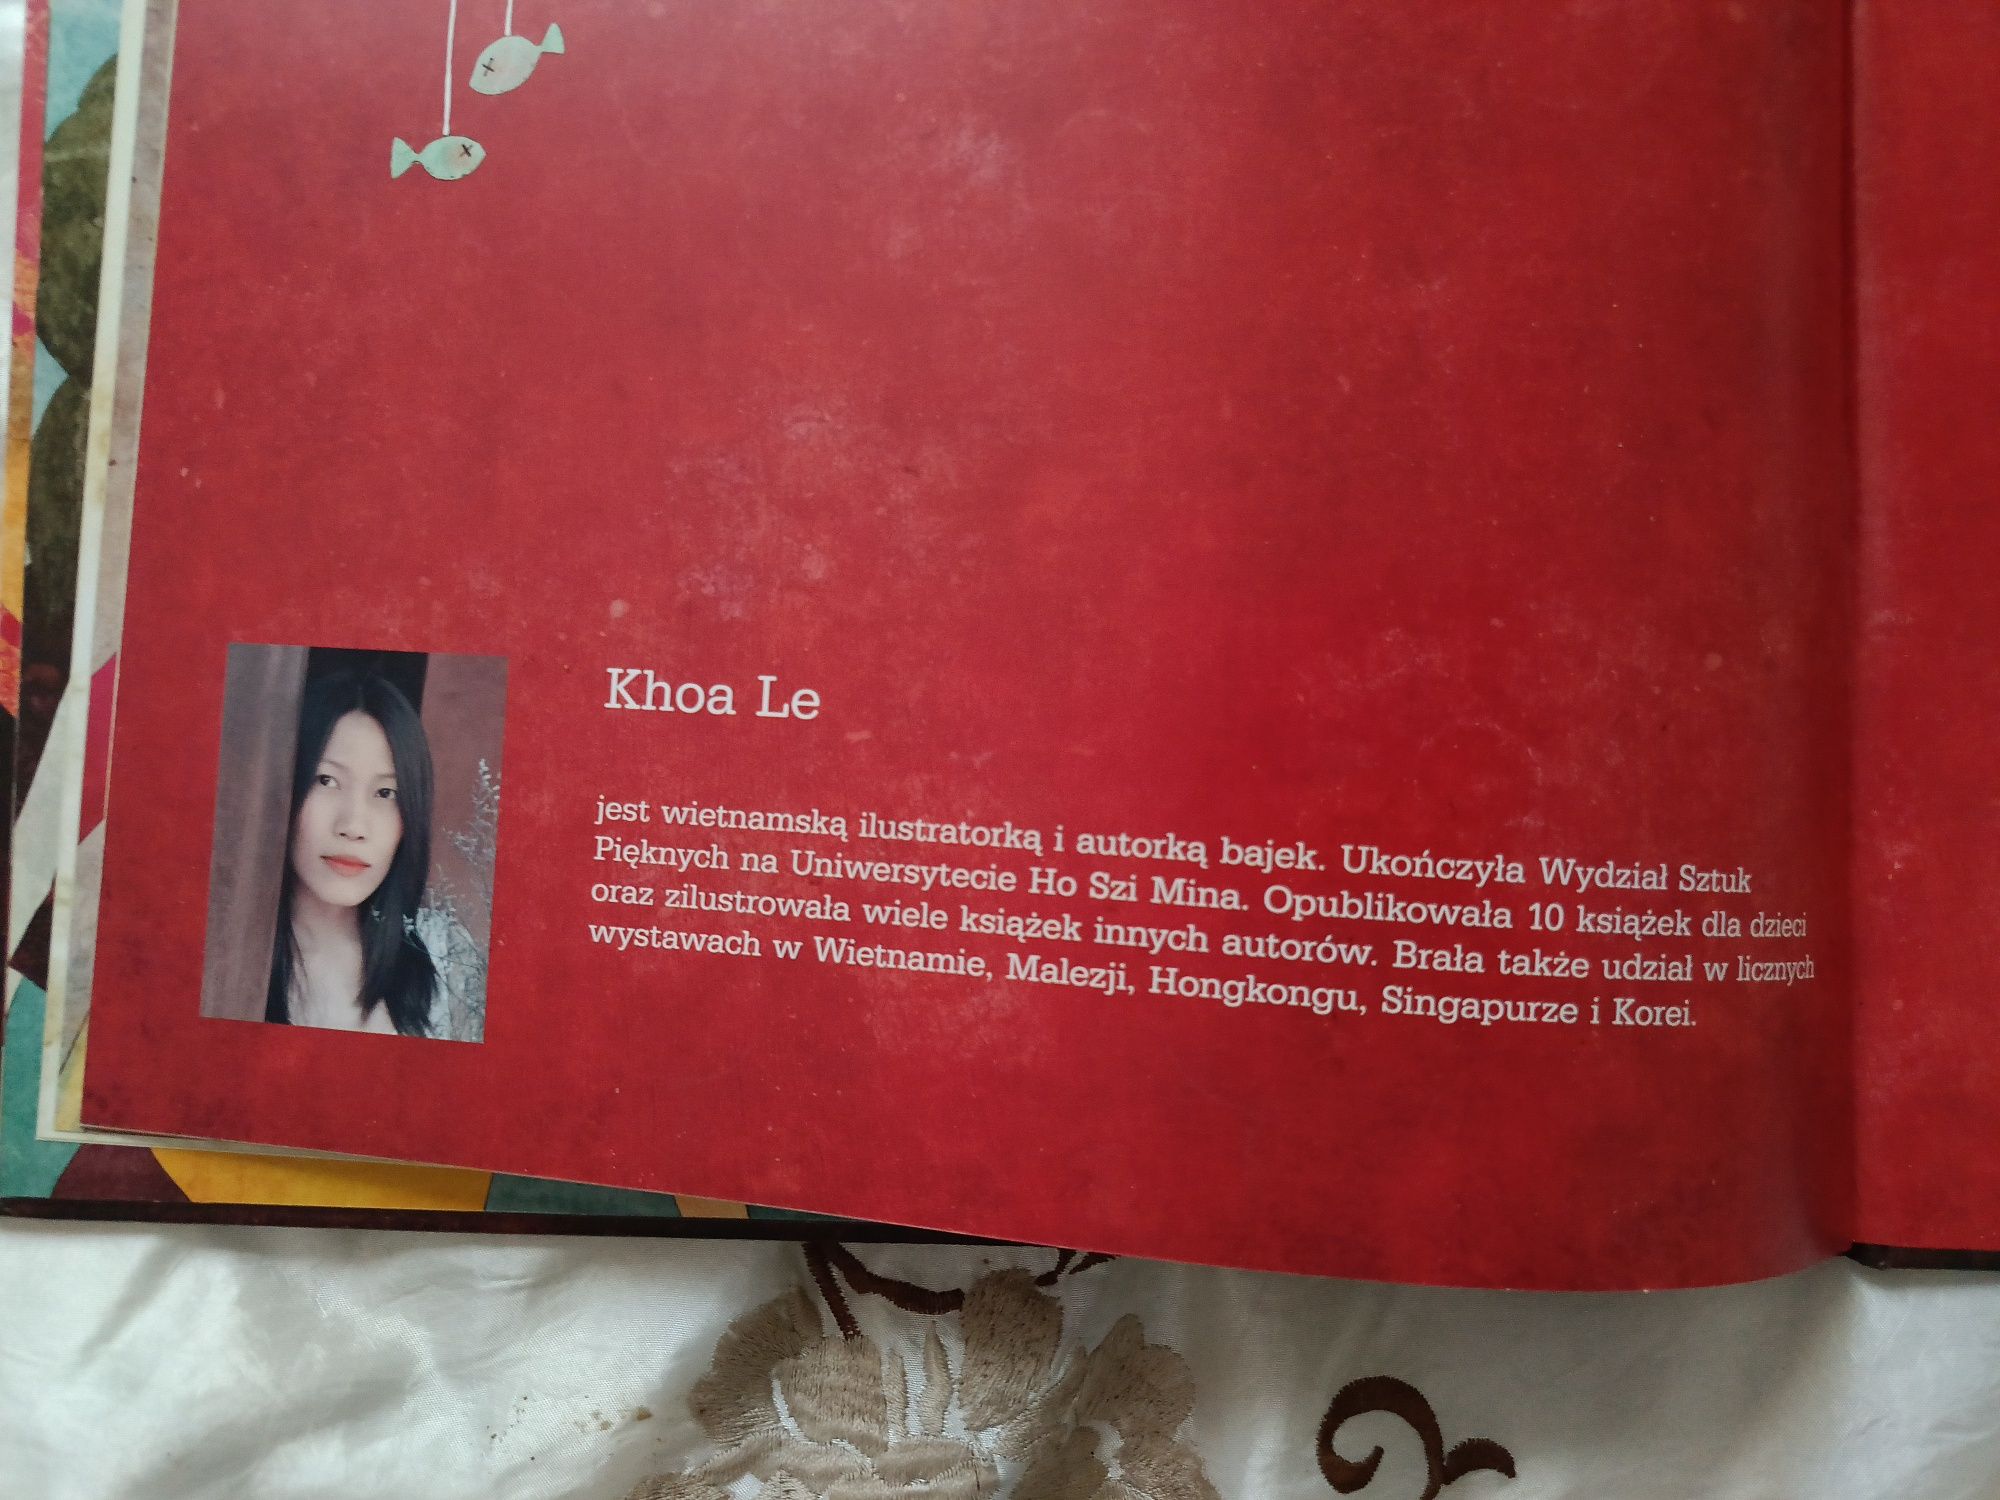 Khoa Le
jest wietnamską ilustratorką i autorką bajek. Ukończyła Wydział Sztuk
Pięknych na Uniwersytecie Ho Szi Mina. Opublikowała 10 książek dla dzieci
oraz zilustrowała wiele książek innych autorów. Brała także udział w licznych
wystawach w Wietnamie, Malezji, Hongkongu, Singapurze i Korei.